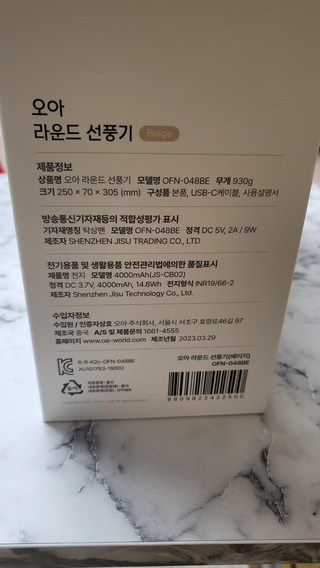 오아
라운드 선풍기 Beige
제품정보
상품명 오아 라운드 선풍기 모델명 OFN-048BE 무게 930g
크기 250 × 70 × 305 (mm) 구성품 본품, USB-C케이블, 사용설명서
방송통신기자재등의 적합성평가 표시
기자재명칭 탁상팬 모델명 OFN-048BE 정격 DC 5V, 2A / 9W
제조자 SHENZHEN JISU TRADING CO., LTD
전기용품 및 생활용품 안전관리법에의한 품질표시
제품명 전지 모델명 4000mAh(JS-CB02)
정격 DC 3.7V, 4000mAh, 14.8Wh 전지형식 INR19/66-2
제조자 Shenzhen Jisu Technology Co., Ltd.
수입자정보
수입원 / 인증자상호 오아 주식회사, 서울시 서초구 효령로46길 97
제조국 중국 A/S 및 제품문의 1661-4555
홈페이지 www.oa-world.com 제조년월 2023.03.29
R-R-K2o-OFN-048BE
XU101793-19002
오아 라운드 선풍기(베이지)
OFN-048BE